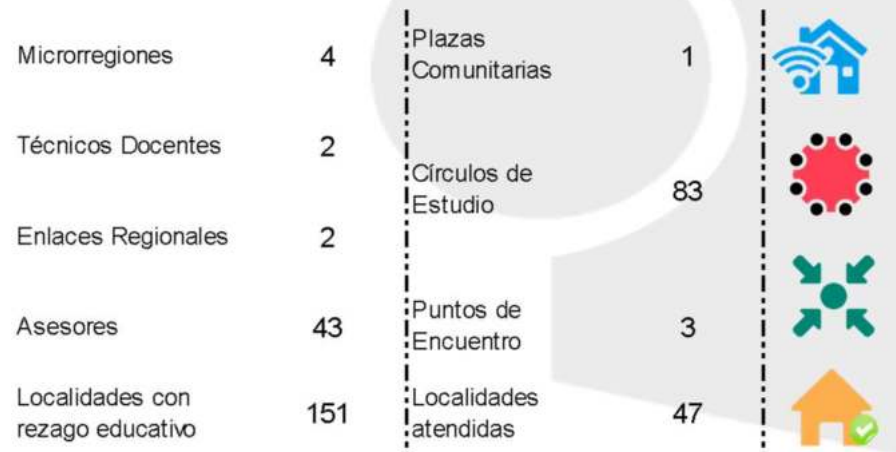 Microrregiones 4
Técnicos Docentes 2
Enlaces Regionales 2
Asesores 43
Localidades con
rezago educativo 151
Plazas
Comunitarias 1
Círculos de
Estudio 83
Puntos de
Encuentro 3
Localidades
atendidas 47